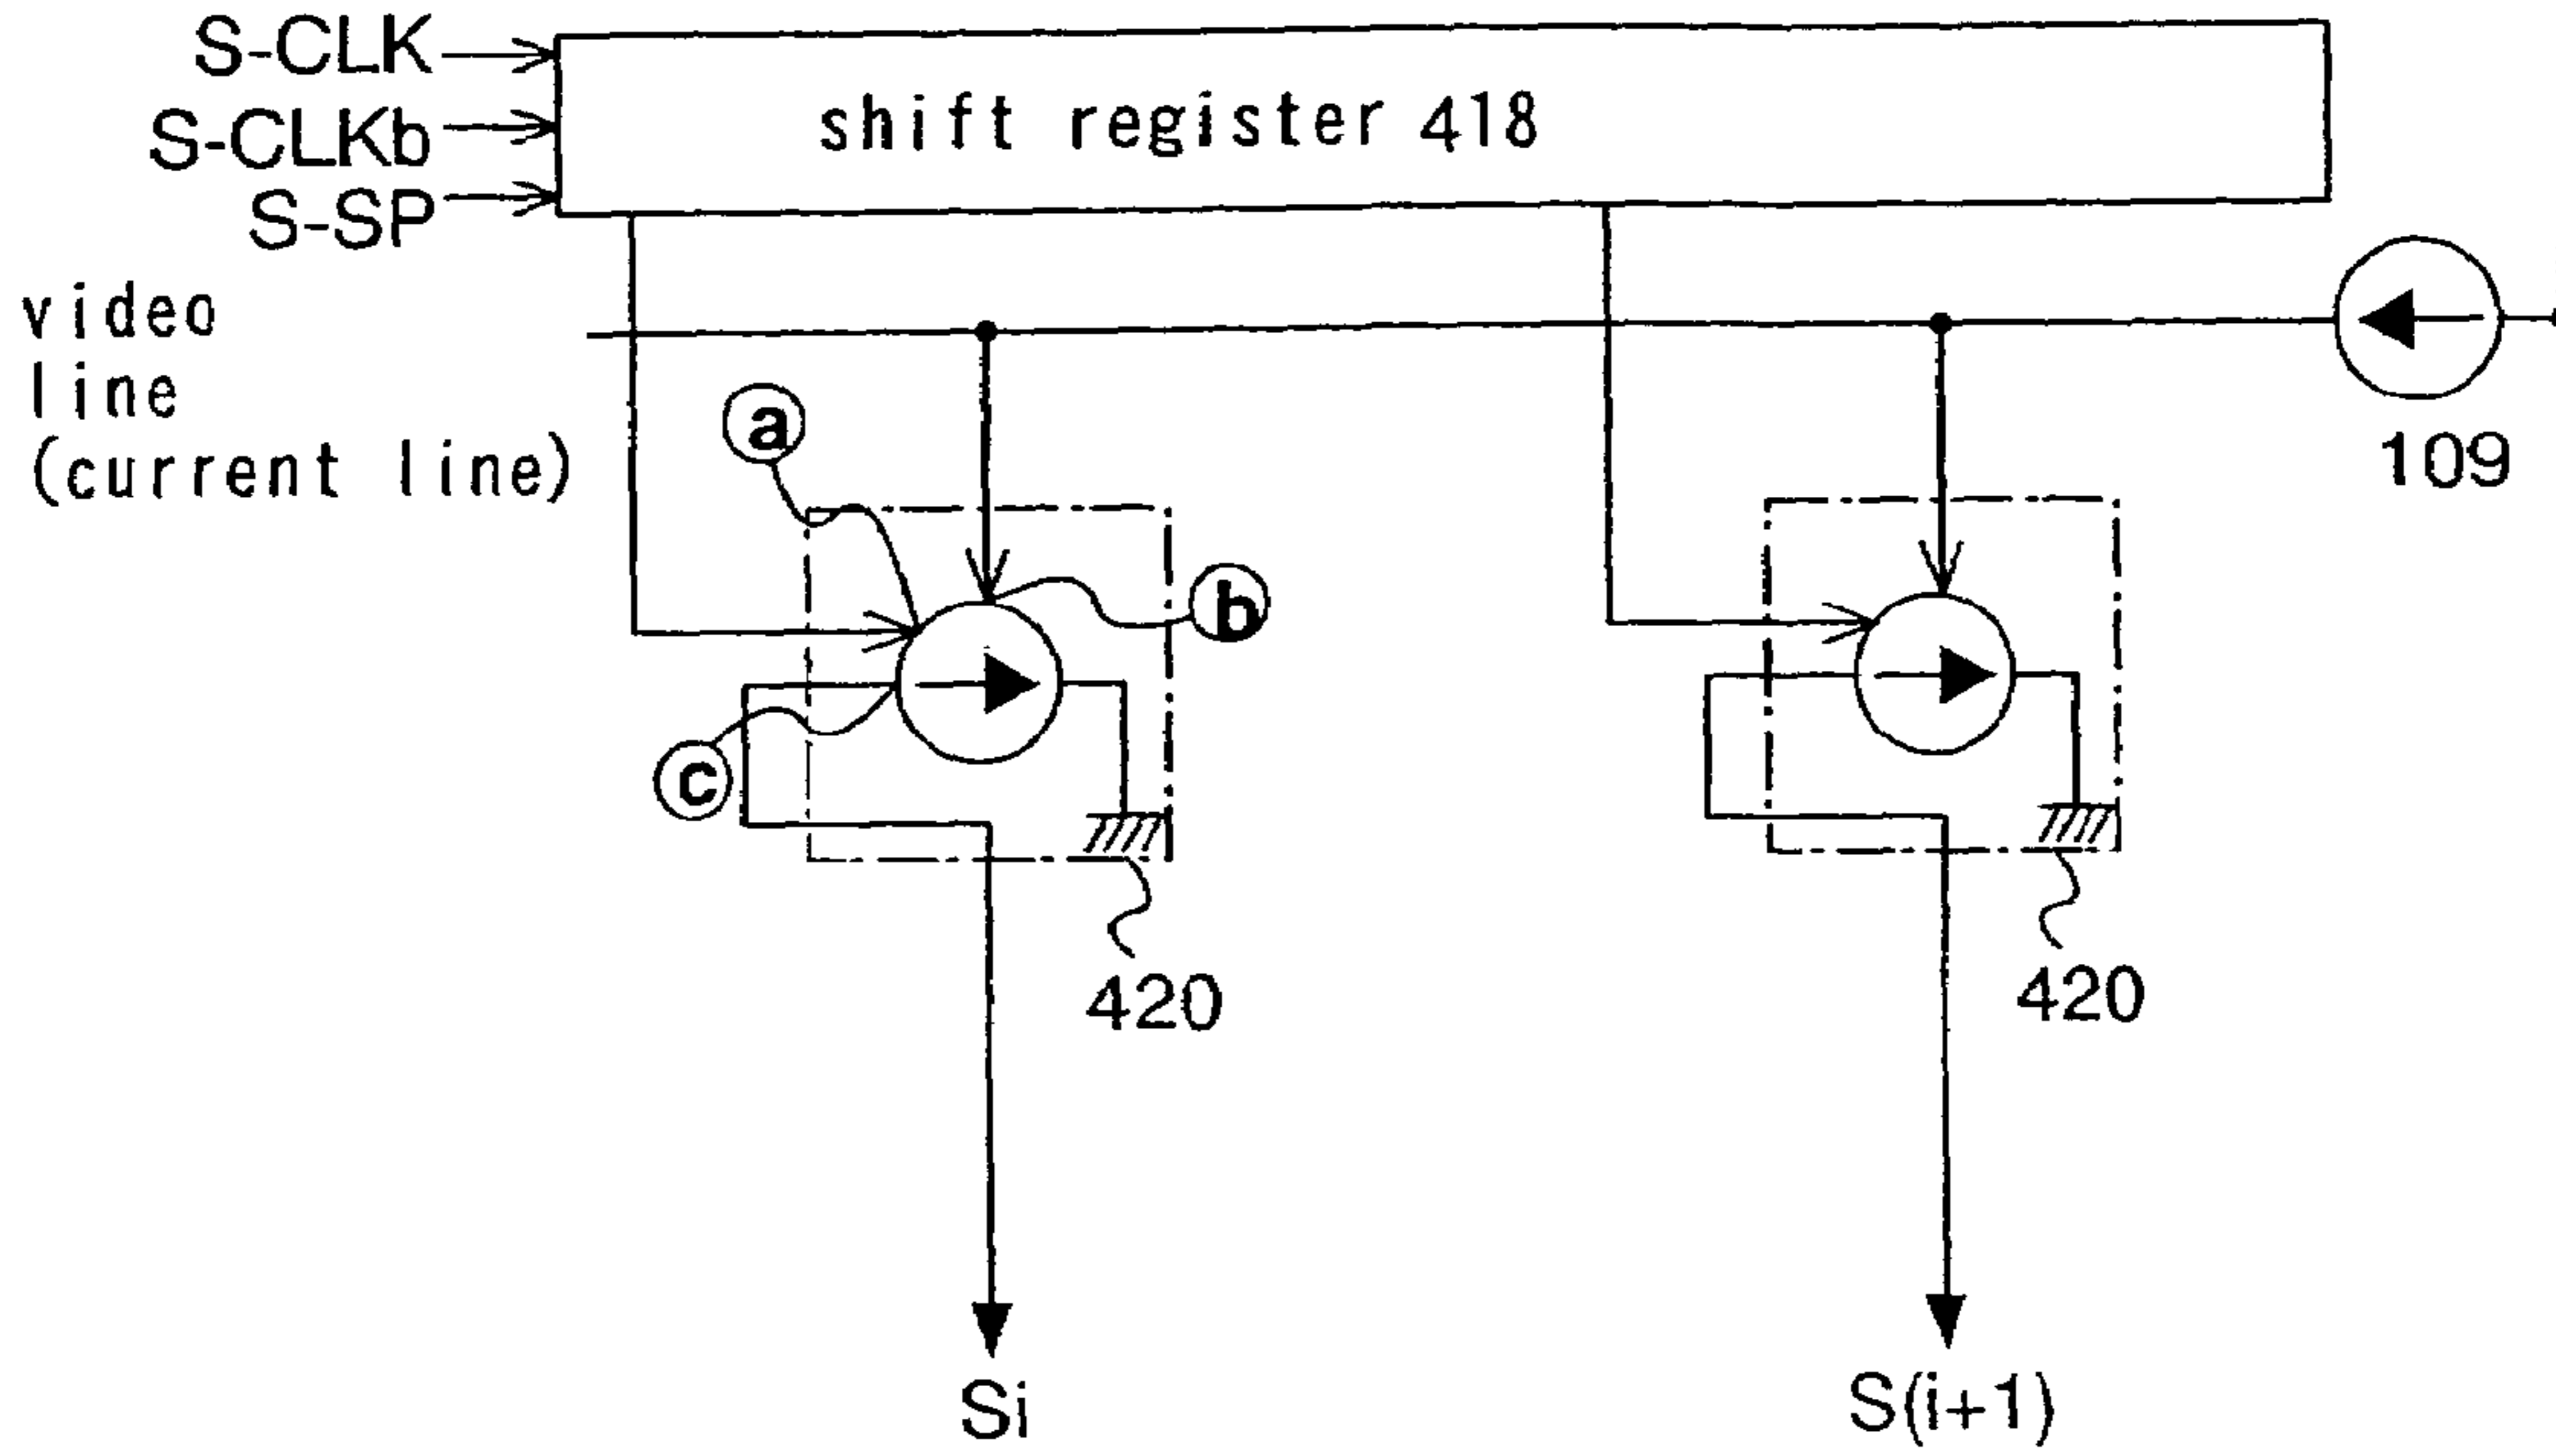 S-CLK
S-CLKb
S-SP
shift register 418
video
line
(current line)
109
a
b
c
420
420
Si
S(i+1)